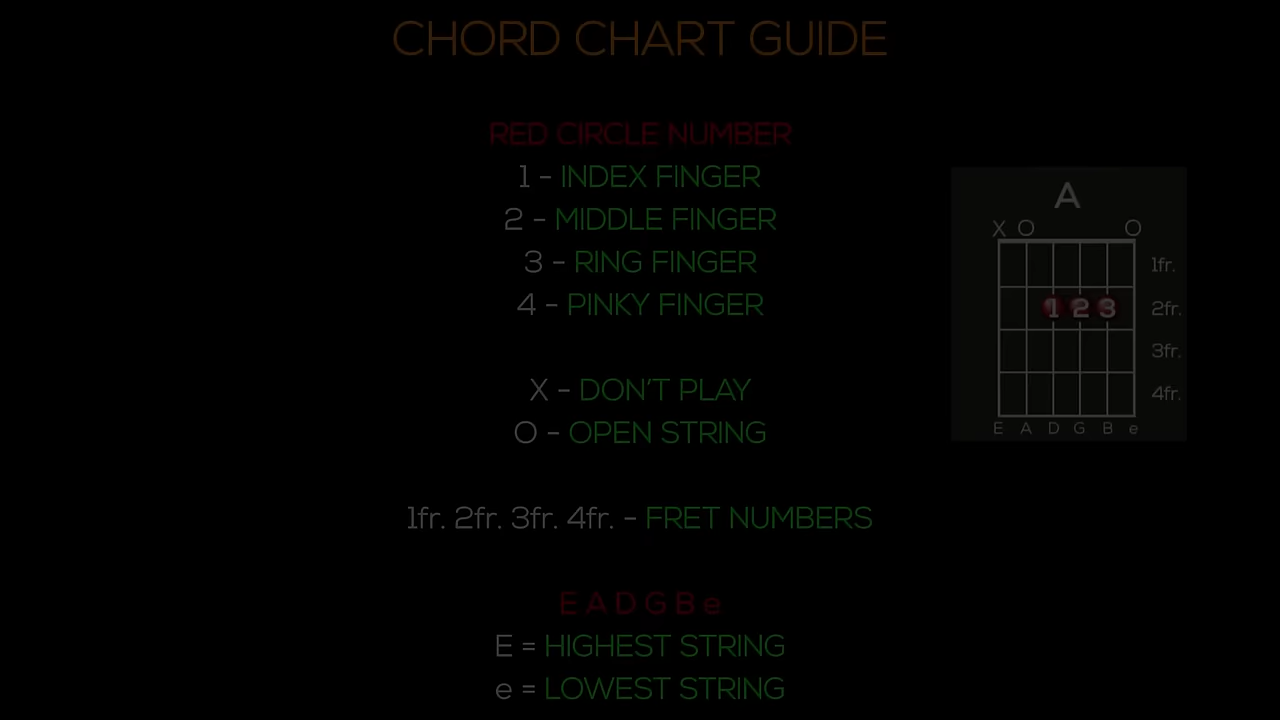 CHORD CHART GUIDE
RED CIRCLE NUMBER
1 – INDEX FINGER
2 – MIDDLE FINGER
3 – RING FINGER
4 – PINKY FINGER
X – DON'T PLAY
O – OPEN STRING
1fr. 2fr. 3fr. 4fr. – FRET NUMBERS
E A D G B e
E = HIGHEST STRING
e = LOWEST STRING
A
X O O
1fr.
1 2 3 2fr.
3fr.
4fr.
E A D G B e